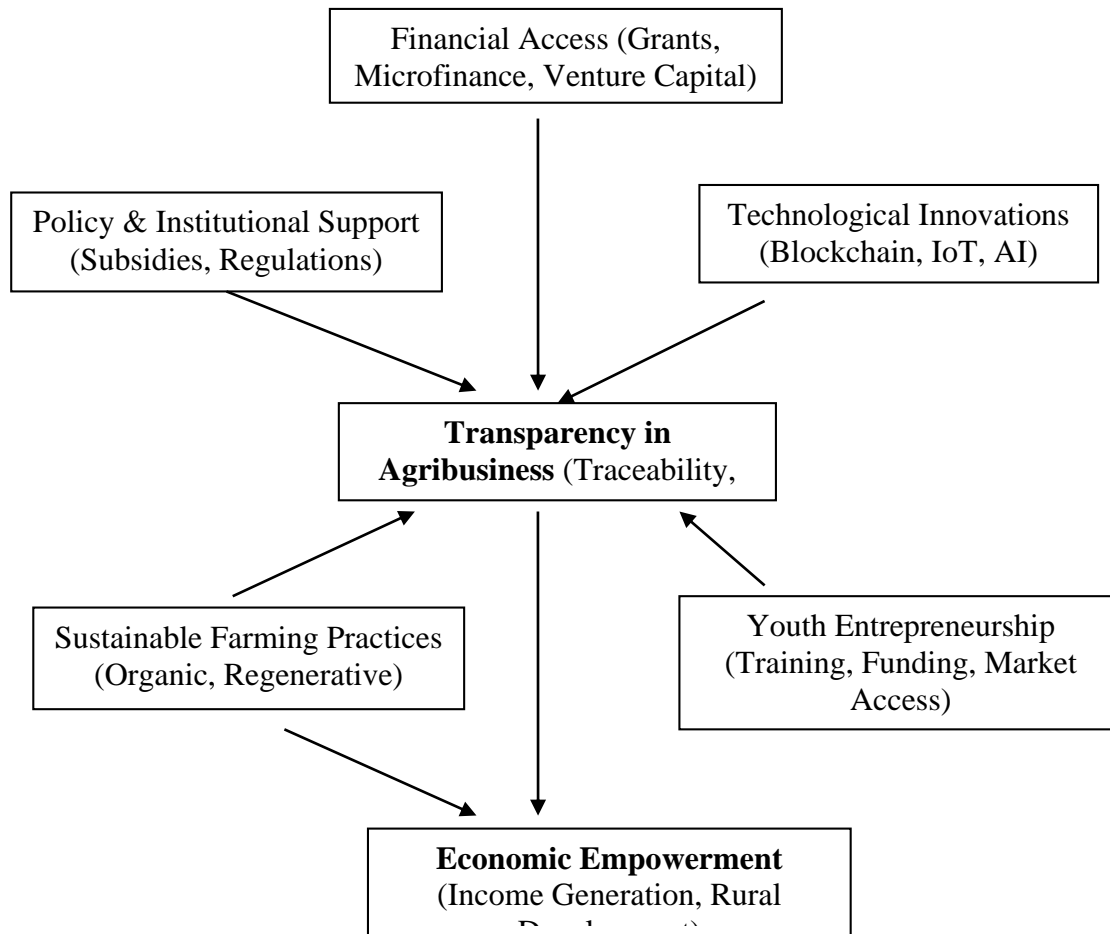 Financial Access (Grants,
Microfinance, Venture Capital)
Policy & Institutional Support
(Subsidies, Regulations)
Technological Innovations
(Blockchain, IoT, AI)
Transparency in
Agribusiness (Traceability,
Sustainable Farming Practices
(Organic, Regenerative)
Youth Entrepreneurship
(Training, Funding, Market
Access)
Economic Empowerment
(Income Generation, Rural